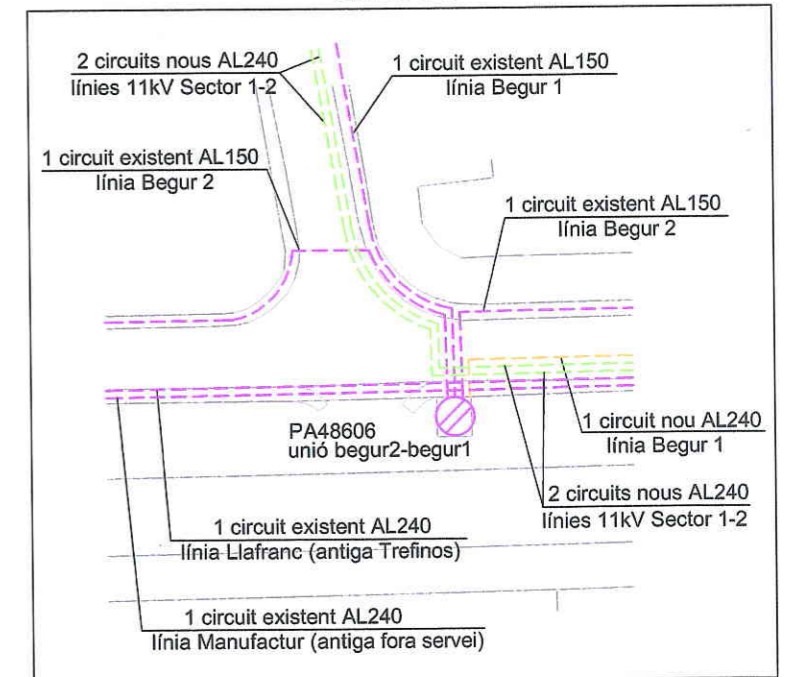 2 circuits nous AL240
línies 11kV Sector 1-2
1 circuit existent AL150
línia Begur 1
1 circuit existent AL150
línia Begur 2
1 circuit existent AL150
línia Begur 2
PA48606
unió begur2-begur1
1 circuit nou AL240
línia Begur 1
2 circuits nous AL240
línies 11kV Sector 1-2
1 circuit existent AL240
línia Llafranc (antiga Trefinos)
1 circuit existent AL240
línia Manufactur (antiga fora servei)